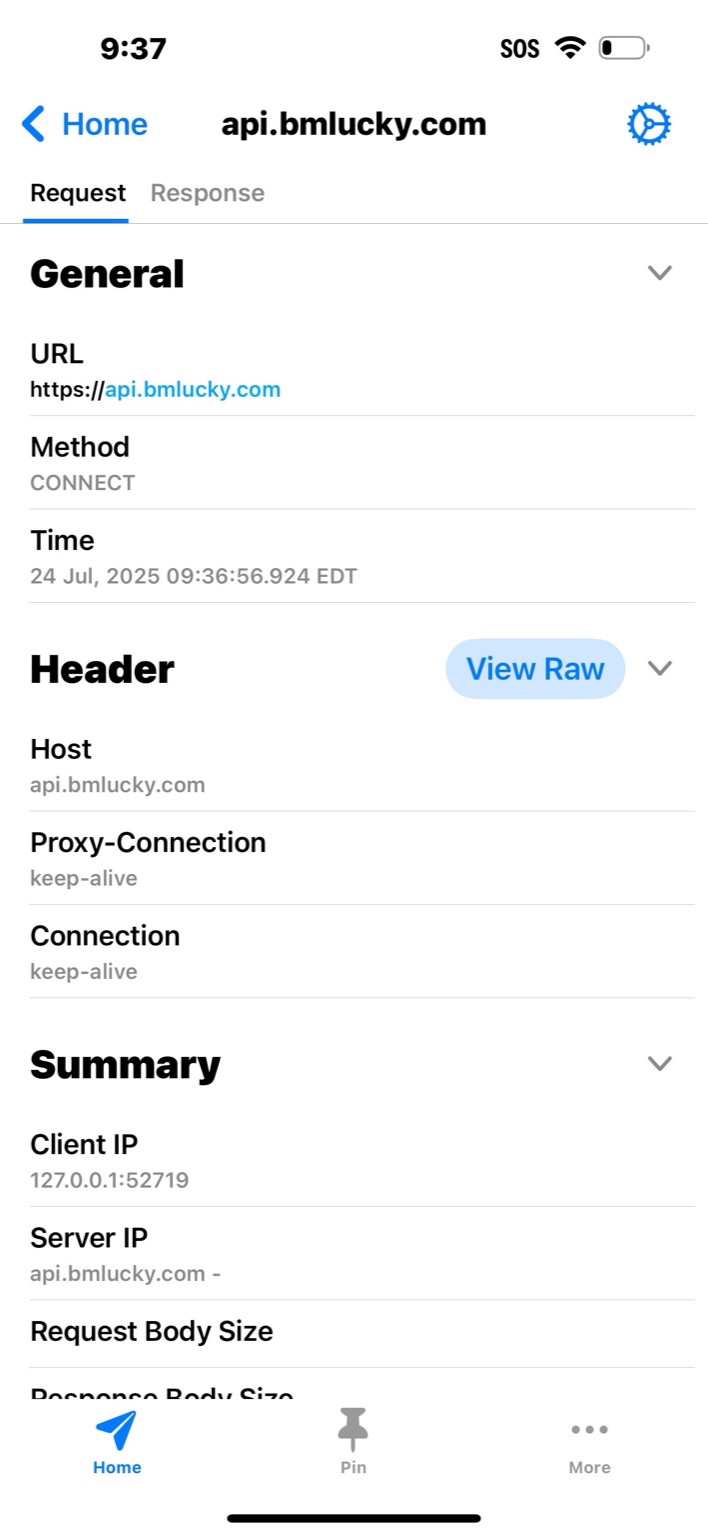 9:37 SOS
Home api.bmlucky.com
Request Response
General
URL
https://api.bmlucky.com
Method
CONNECT
Time
24 Jul, 2025 09:36:56.924 EDT
Header View Raw
Host
api.bmlucky.com
Proxy-Connection
keep-alive
Connection
keep-alive
Summary
Client IP
127.0.0.1:52719
Server IP
api.bmlucky.com -
Request Body Size
Response Body Size
Home Pin More